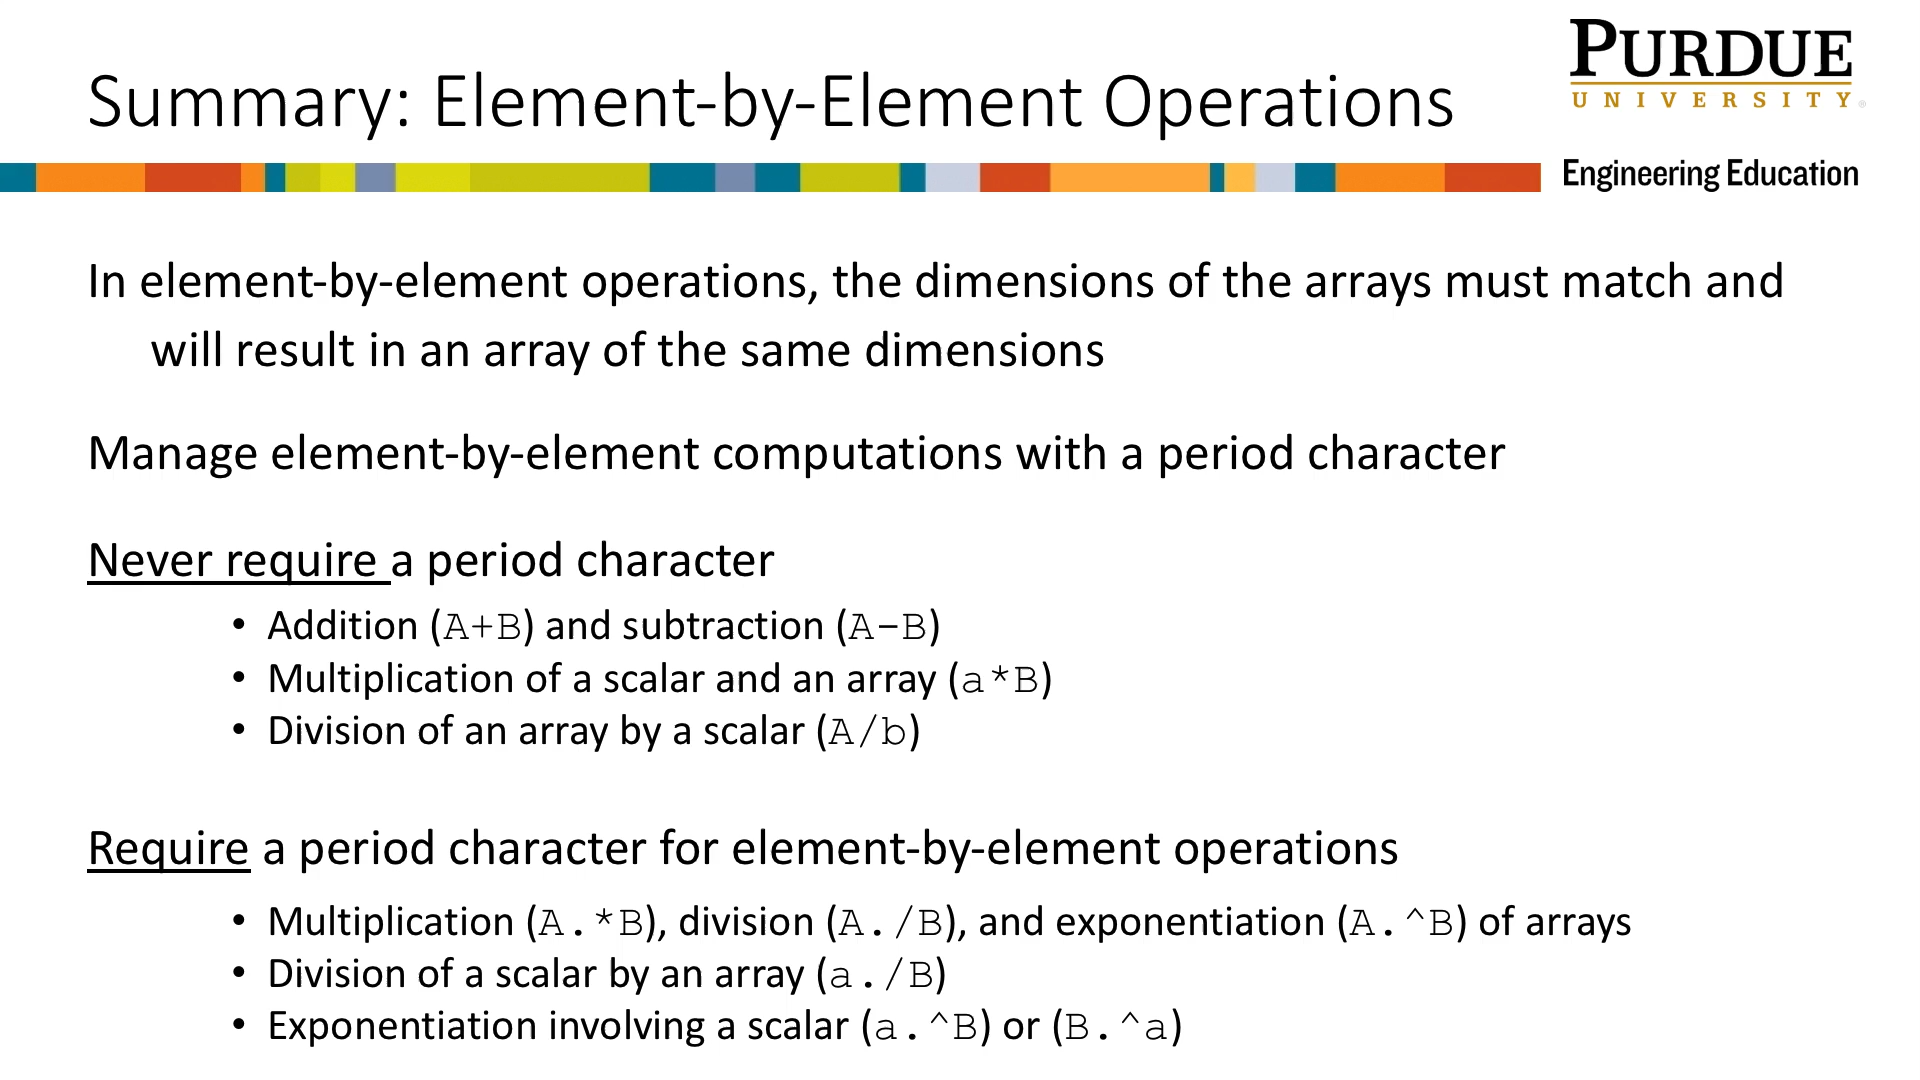 PURDUE
UNIVERSITY®
Summary: Element-by-Element Operations
Engineering Education
In element-by-element operations, the dimensions of the arrays must match and
will result in an array of the same dimensions
Manage element-by-element computations with a period character
Never require a period character
• Addition (A+B) and subtraction (A-B)
• Multiplication of a scalar and an array (a*B)
• Division of an array by a scalar (A/b)
Require a period character for element-by-element operations
• Multiplication (A.*B), division (A./B), and exponentiation (A.^B) of arrays
• Division of a scalar by an array (a./B)
• Exponentiation involving a scalar (a.^B) or (B.^a)